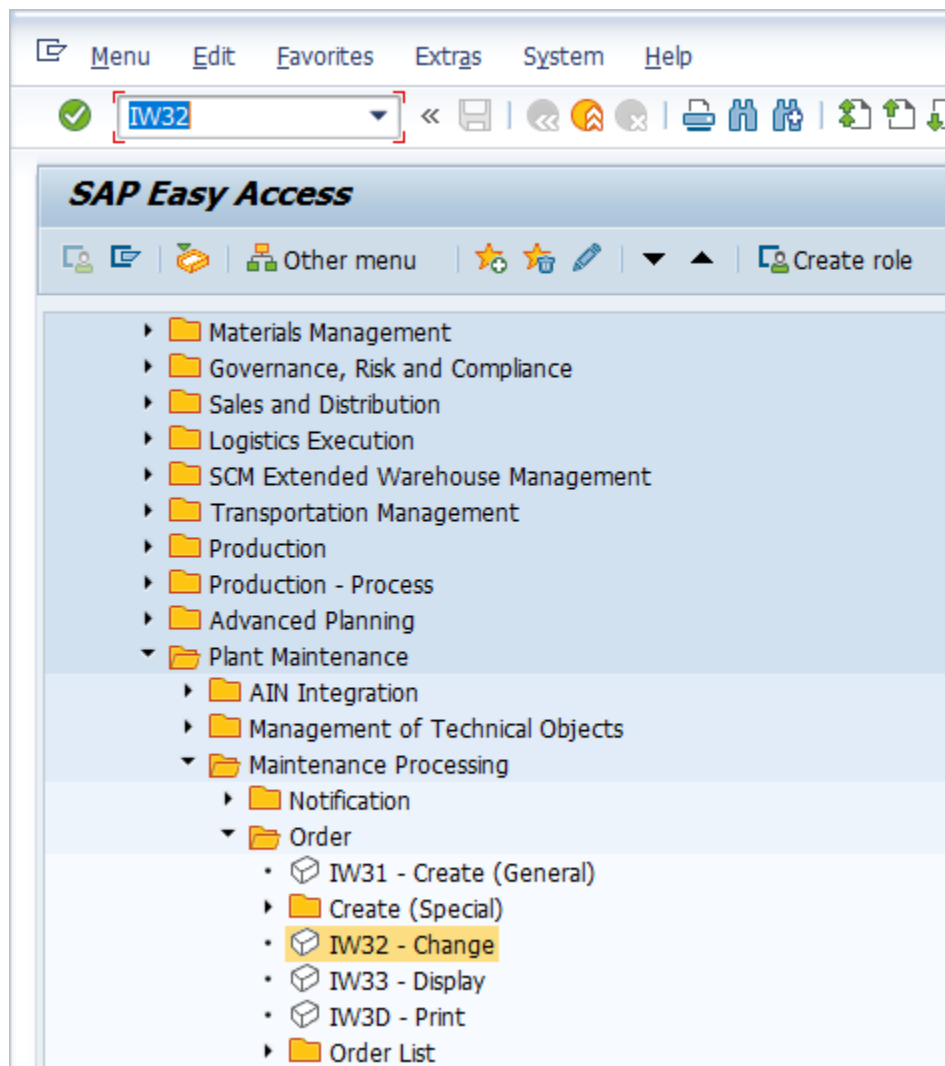 Menu Edit Favorites Extras System Help
IW32
SAP Easy Access
Other menu Create role
Materials Management
Governance, Risk and Compliance
Sales and Distribution
Logistics Execution
SCM Extended Warehouse Management
Transportation Management
Production
Production - Process
Advanced Planning
Plant Maintenance
AIN Integration
Management of Technical Objects
Maintenance Processing
Notification
Order
IW31 - Create (General)
Create (Special)
IW32 - Change
IW33 - Display
IW3D - Print
Order List